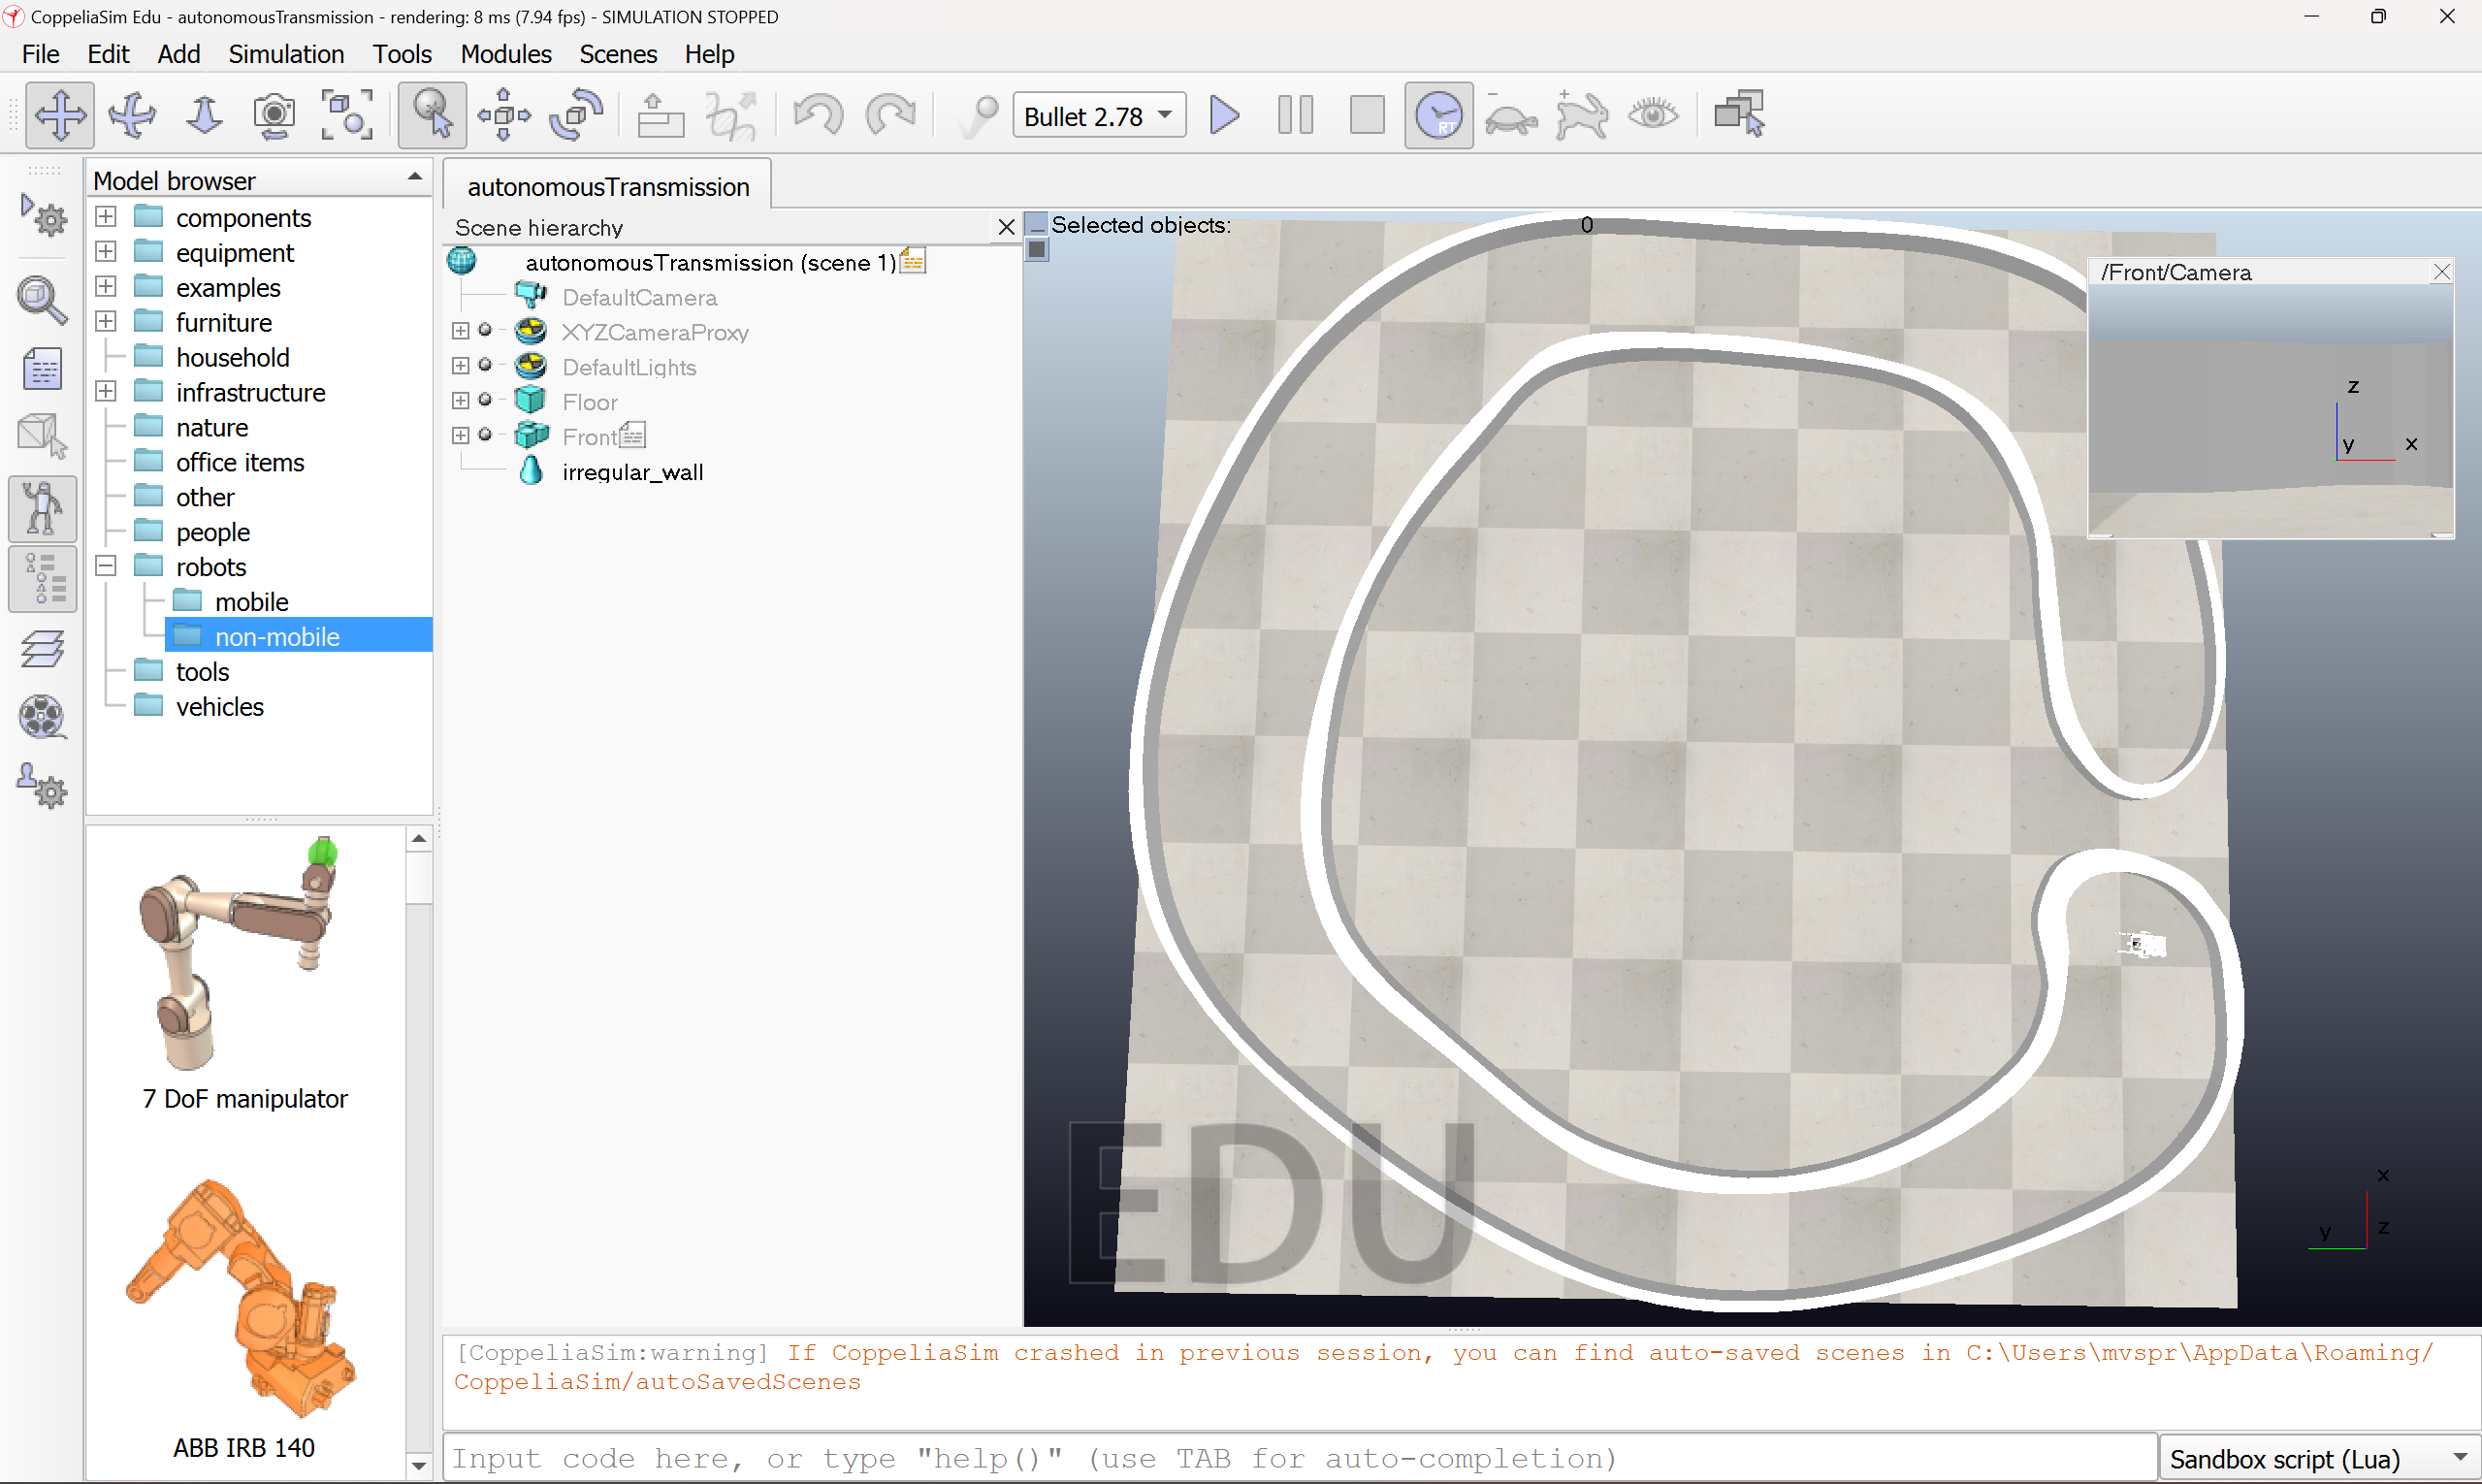 CoppeliaSim Edu - autonomousTransmission - rendering: 8 ms (7.94 fps) - SIMULATION STOPPED
File Edit Add Simulation Tools Modules Scenes Help
RT
Bullet 2.78
Model browser
components
equipment
examples
furniture
household
infrastructure
nature
office items
other
people
robots
mobile
non-mobile
tools
vehicles
7 DoF manipulator
ABB IRB 140
autonomousTransmission
Scene hierarchy
autonomousTransmission (scene 1)
DefaultCamera
XYZCameraProxy
DefaultLights
Floor
Front
irregular_wall
Selected objects: 0
/Front/Camera
z
y x
x
y z
EDU
[CoppeliaSim:warning] If CoppeliaSim crashed in previous session, you can find auto-saved scenes in C:\Users\mvspr\AppData\Roaming/
CoppeliaSim/autoSavedScenes
Input code here, or type "help()" (use TAB for auto-completion)
Sandbox script (Lua)